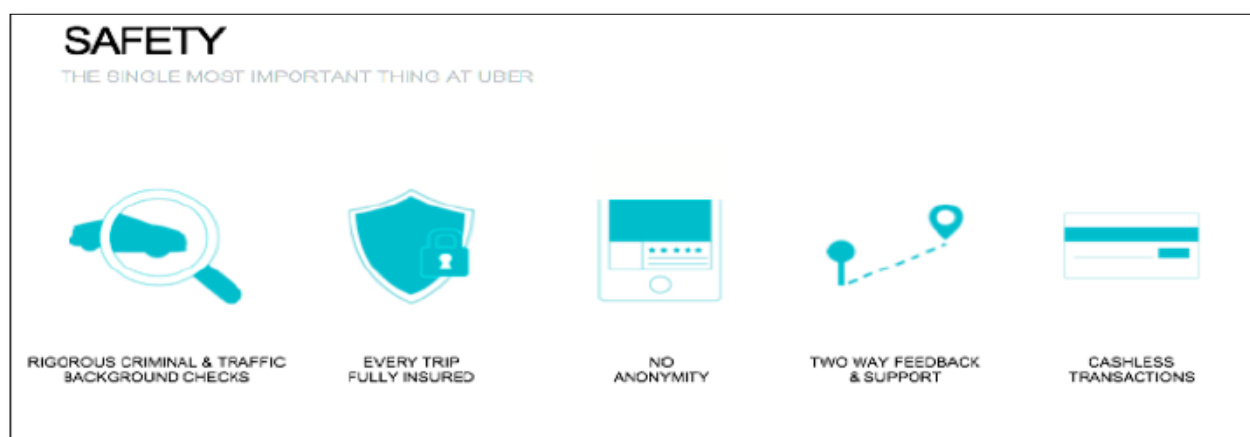 SAFETY
THE SINGLE MOST IMPORTANT THING AT UBER
RIGOROUS CRIMINAL & TRAFFIC
BACKGROUND CHECKS
EVERY TRIP
FULLY INSURED
NO
ANONYMITY
TWO WAY FEEDBACK
& SUPPORT
CASHLESS
TRANSACTIONS